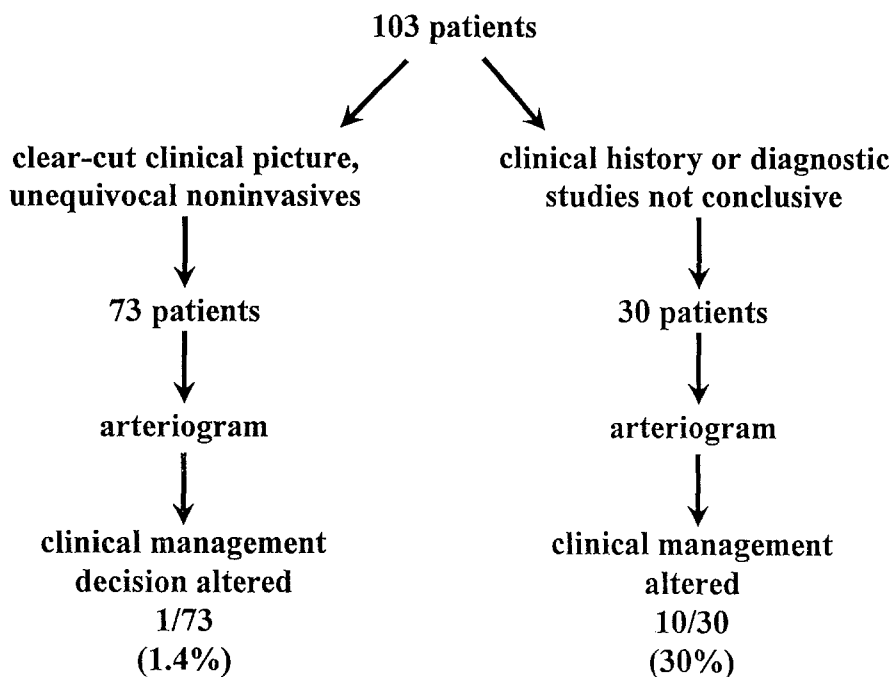 103 patients
clear-cut clinical picture,
unequivocal noninvasives
73 patients
arteriogram
clinical management
decision altered
1/73
(1.4%)
clinical history or diagnostic
studies not conclusive
30 patients
arteriogram
clinical management
altered
10/30
(30%)